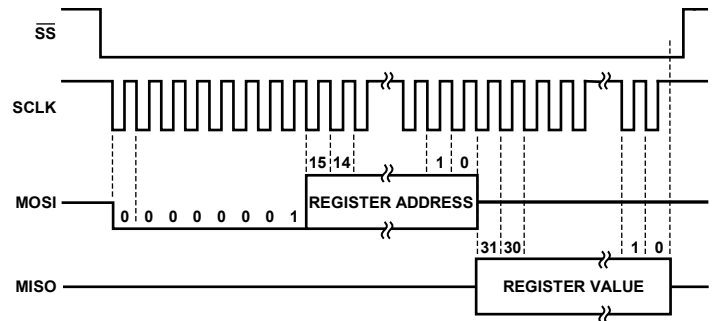 SS
SCLK
15 14 1 0
MOSI REGISTER ADDRESS
0 0 0 0 0 0 0 1
31 30 1 0
MISO REGISTER VALUE